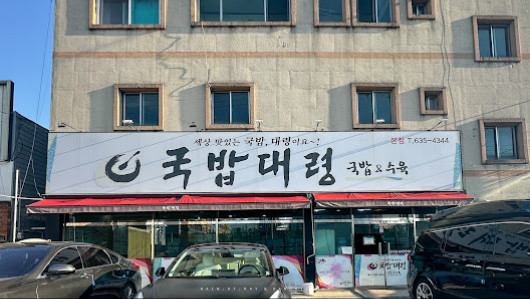 세상 맛있는 국밥, 대령이요~!
본점 T.635-4344
국밥대령 국밥&수육